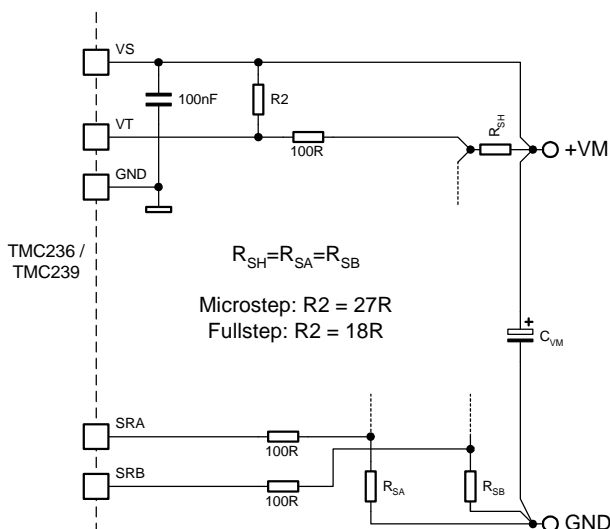 VS
100nF
R2
VT
100R
R_SH
+VM
GND
TMC236 /
TMC239
R_SH=R_SA=R_SB
Microstep: R2 = 27R
Fullstep: R2 = 18R
+
C_VM
SRA
100R
SRB
100R
R_SA
R_SB
GND